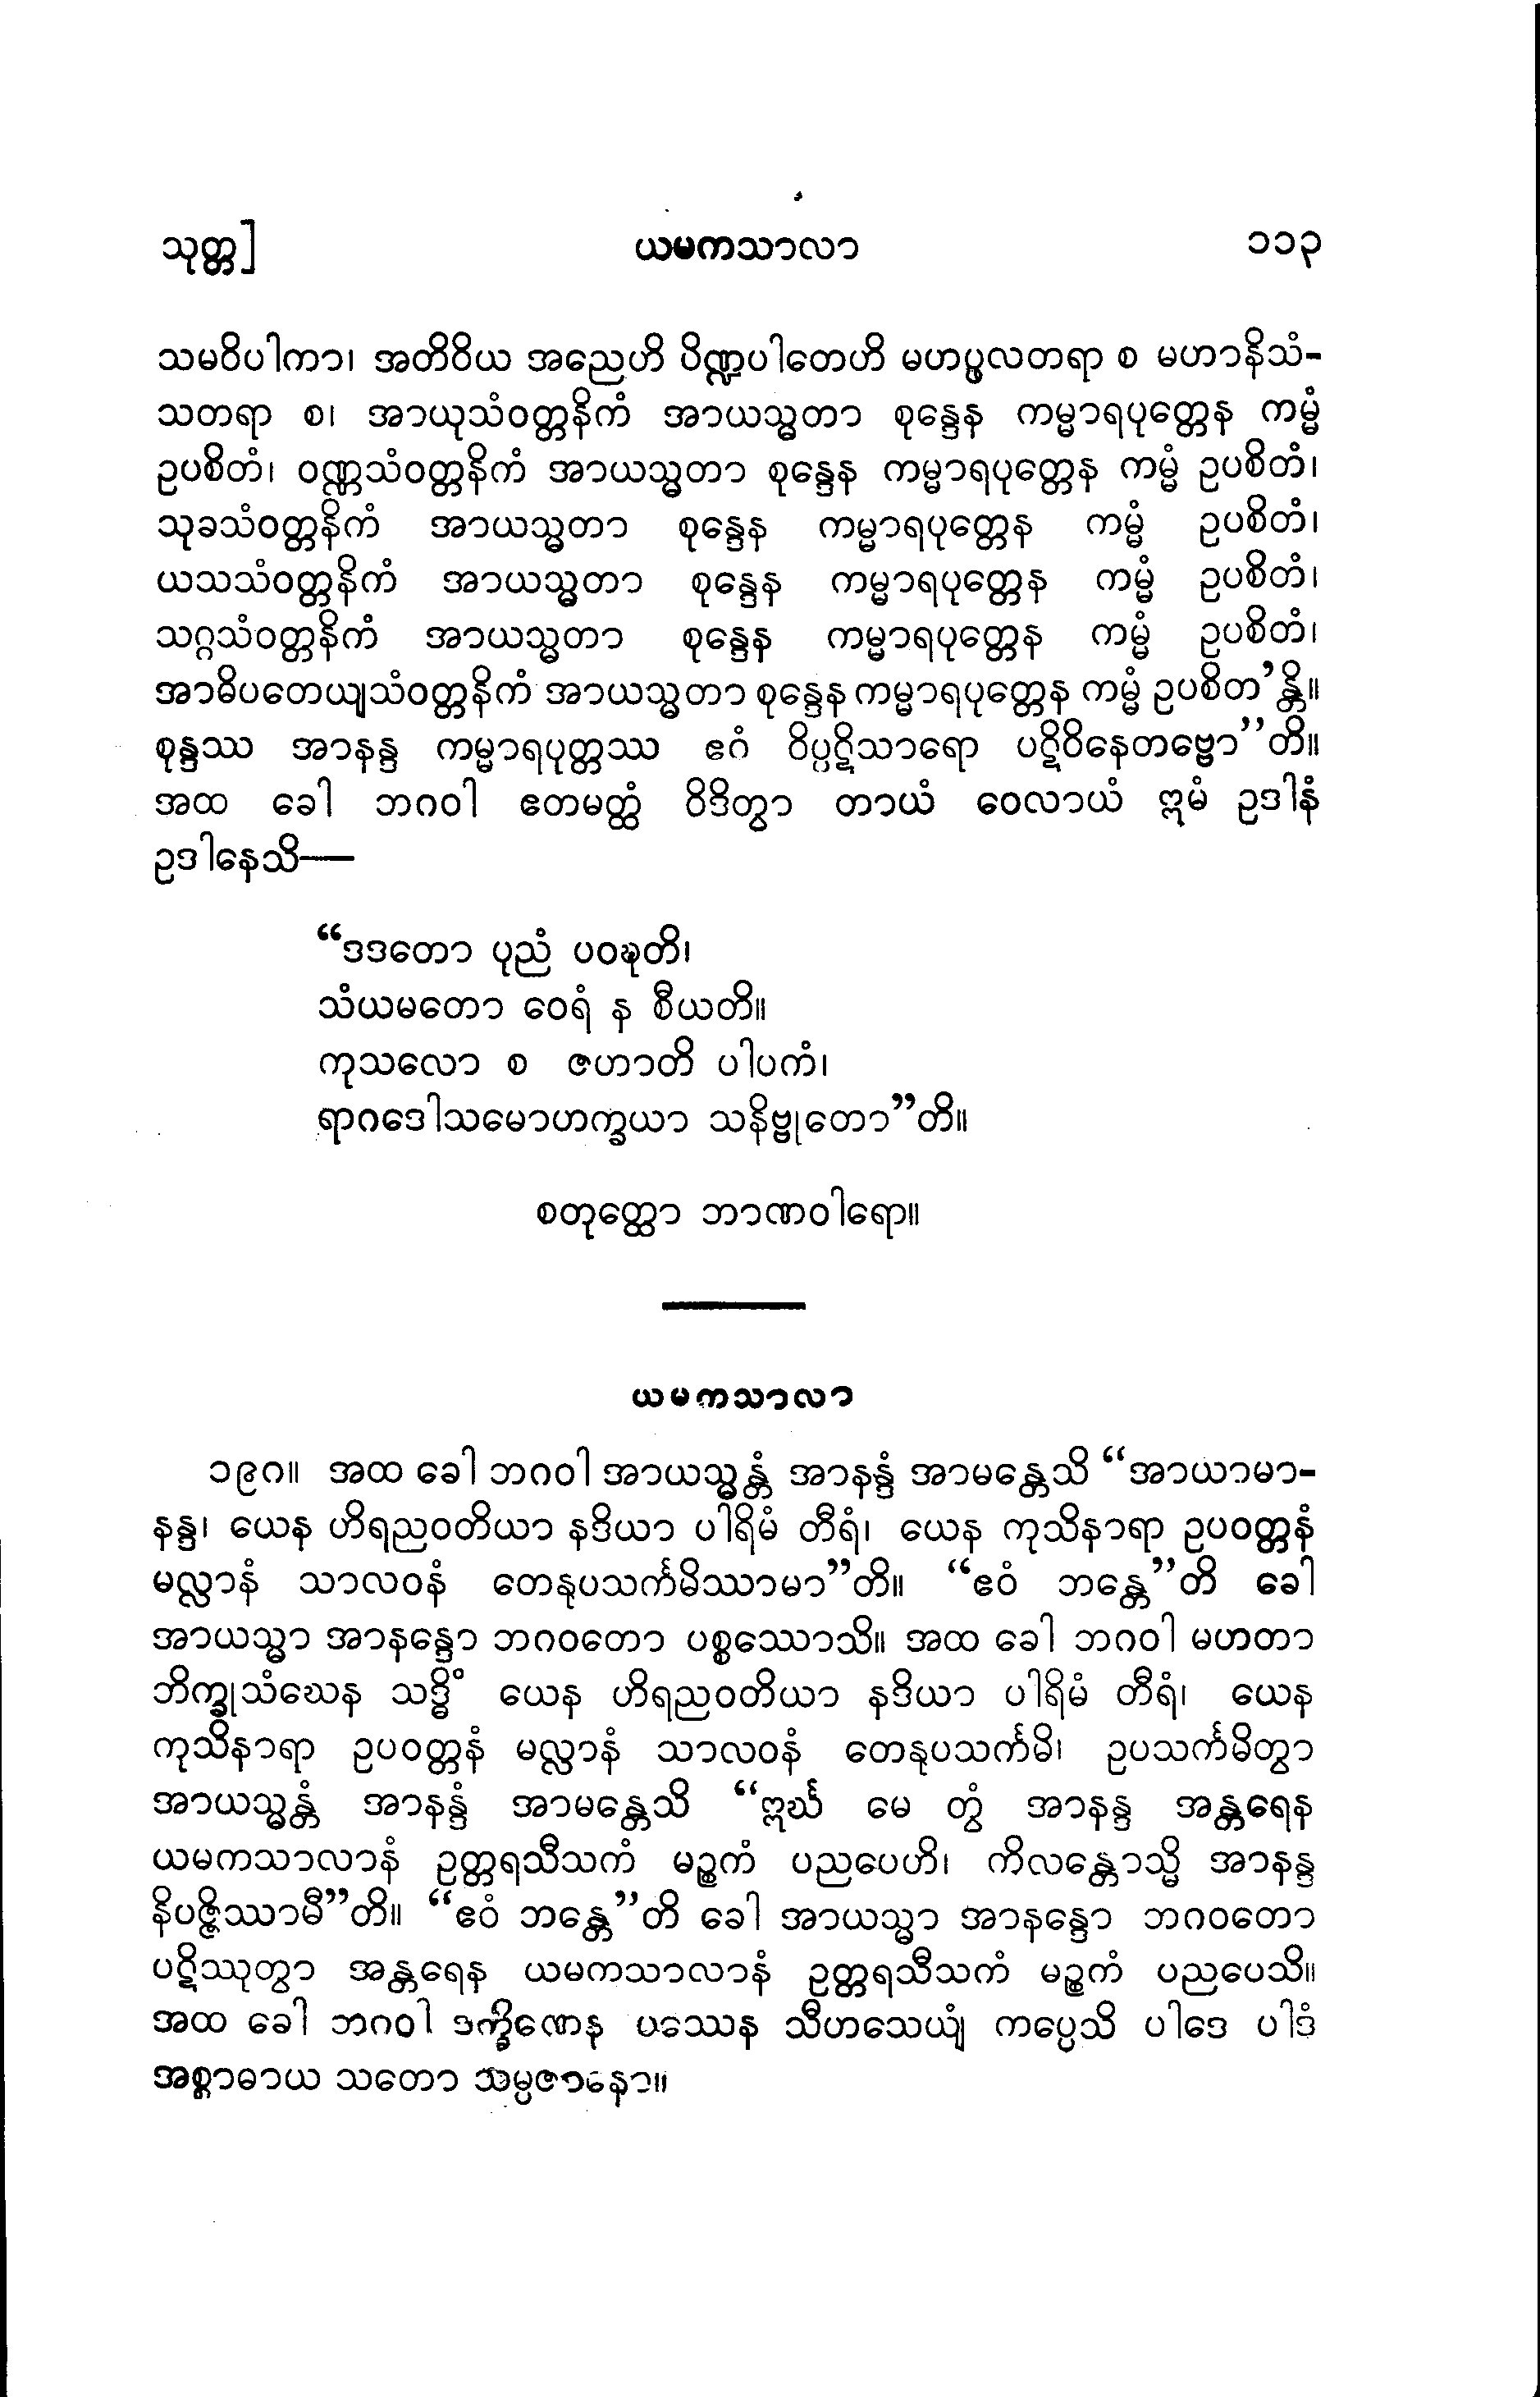 သုတ္တ]
ယမကသာလာ
၁၁၃
သမဝိပါကာ၊ အတိဝိယ အညေဟိ ပိဏ္ဍပါတေဟိ မဟပ္ဖလတရာ စ မဟာနိသံ-
သတရာ စ၊ အာယုသံဝတ္တနိကံ အာယသ္မတာ စုန္ဒေန ကမ္မာရပုတ္တေန ကမ္မံ
ဥပစိတံ၊ ဝဏ္ဏသံဝတ္တနိကံ အာယသ္မတာ စုန္ဒေန ကမ္မာရပုတ္တေန ကမ္မံ ဥပစိတံ၊
သုခသံဝတ္တနိကံ အာယသ္မတာ စုန္ဒေန ကမ္မာရပုတ္တေန ကမ္မံ ဥပစိတံ၊
ယသသံဝတ္တနိကံ အာယသ္မတာ စုန္ဒေန ကမ္မာရပုတ္တေန ကမ္မံ ဥပစိတံ၊
သဂ္ဂသံဝတ္တနိကံ အာယသ္မတာ စုန္ဒေန ကမ္မာရပုတ္တေန ကမ္မံ ဥပစိတံ၊
အာဓိပတေယျသံဝတ္တနိကံ အာယသ္မတာ စုန္ဒေန ကမ္မာရပုတ္တေန ကမ္မံ ဥပစိတ’န္တိ။
စုန္ဒဿ အာနန္ဒ ကမ္မာရပုတ္တဿ ဧဂံ ဝိပ္ပဋိသာရော ပဋိဝိနေတဗ္ဗော”တိ။
အထ ခေါ ဘဂဝါ ဧတမတ္ထံ ဝိဒိတွာ တာယံ ဝေလာယံ ဣမံ ဥဒါနံ
ဥဒါနေသိ—
“ဒဒတော ပုညံ ပဝဍ္ဎတိ၊
သံယမတော ဝေရံ န စီယတိ။
ကုသလော စ ဇဟာတိ ပါပကံ၊
ရာဂဒေါသမောဟက္ခယာ သနိဗ္ဗုတော”တိ။
စတုတ္ထော ဘာဏဝါရော။
ယမကသာလာ
၁၉၇။ အထ ခေါ ဘဂဝါ အာယသ္မန္တံ အာနန္ဒံ အာမန္တေသိ “အာယာမာ-
နန္ဒ၊ ယေန ဟိရညဝတိယာ နဒိယာ ပါရိမံ တီရံ၊ ယေန ကုသိနာရာ ဥပဝတ္တနံ
မလ္လာနံ သာလဝနံ တေနုပသင်္ကမိဿာမာ”တိ။ “ဧဝံ ဘန္တေ”တိ ခေါ
အာယသ္မာ အာနန္ဒော ဘဂဝတော ပစ္စဿောသိ။ အထ ခေါ ဘဂဝါ မဟတာ
ဘိက္ခုသံဃေန သဒ္ဓိံ ယေန ဟိရညဝတိယာ နဒိယာ ပါရိမံ တီရံ၊ ယေန
ကုသိနာရာ ဥပဝတ္တနံ မလ္လာနံ သာလဝနံ တေနုပသင်္ကမိ၊ ဥပသင်္ကမိတွာ
အာယသ္မန္တံ အာနန္ဒံ အာမန္တေသိ “ဣင်္ဃ မေ တွံ အာနန္ဒ အန္တရေန
ယမကသာလာနံ ဥတ္တရသီသကံ မဉ္စကံ ပညပေဟိ၊ ကိလန္တောသ္မိ အာနန္ဒ
နိပဇ္ဇိဿာမီ”တိ။ “ဧဝံ ဘန္တေ”တိ ခေါ အာယသ္မာ အာနန္ဒော ဘဂဝတော
ပဋိဿုတွာ အန္တရေန ယမကသာလာနံ ဥတ္တရသီသကံ မဉ္စကံ ပညပေသိ။
အထ ခေါ ဘဂဝါ ဒက္ခိဏေန ပဿေန သီဟသေယျံ ကပ္ပေသိ ပါဒေ ပါဒံ
အစ္စာဓာယ သတော သမ္ပဇာနော။